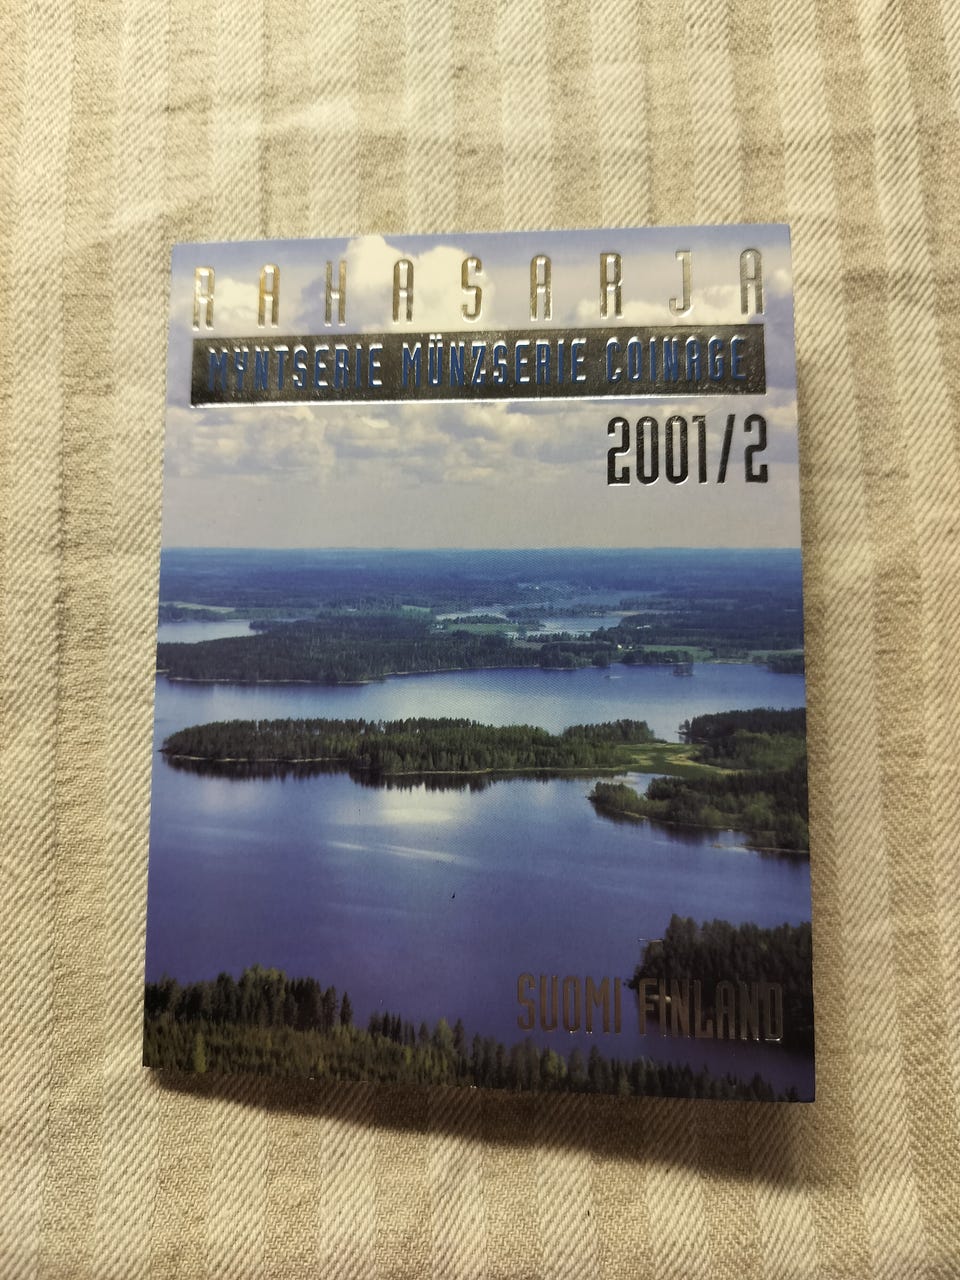 RAHASARJA
MYNTSERIE MÜNZSERIE COINAGE
2001/2
SUOMI FINLAND